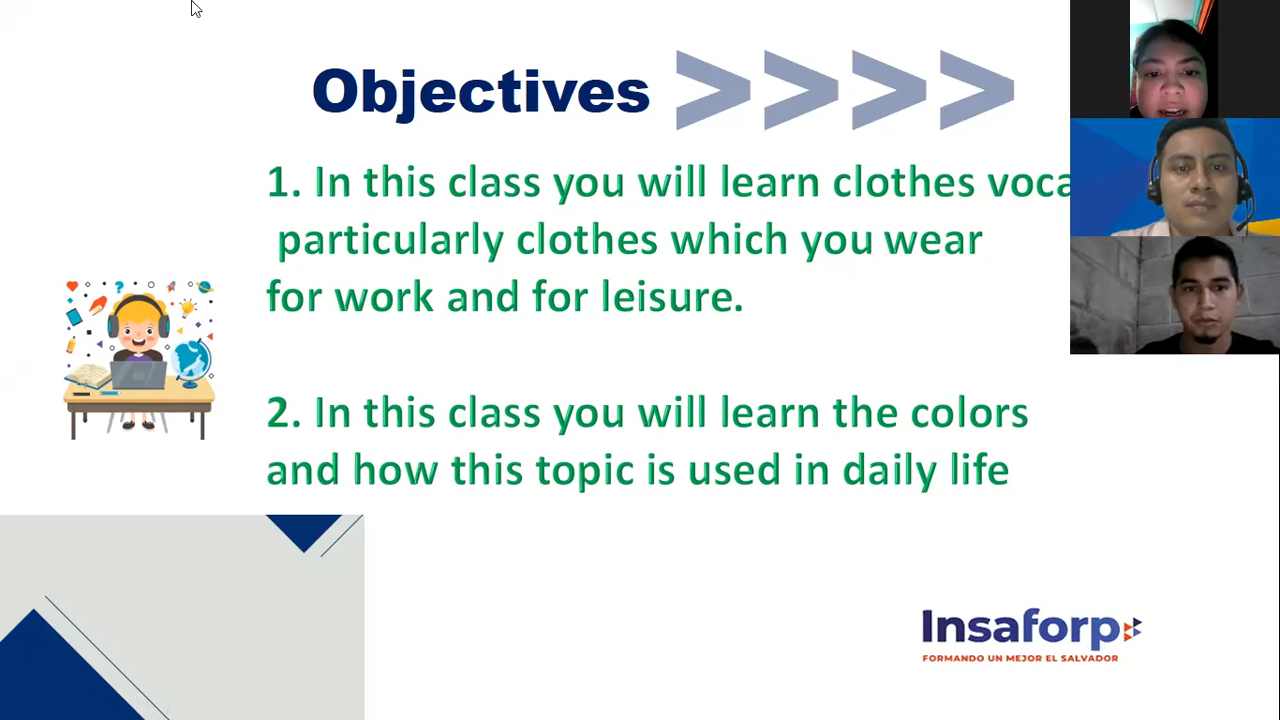 Objectives
1. In this class you will learn clothes
particularly clothes which you wear
for work and for leisure.
2. In this class you will learn the colors
and how this topic is used in daily life
Insaforp
FORMANDO UN MEJOR EL SALVADOR